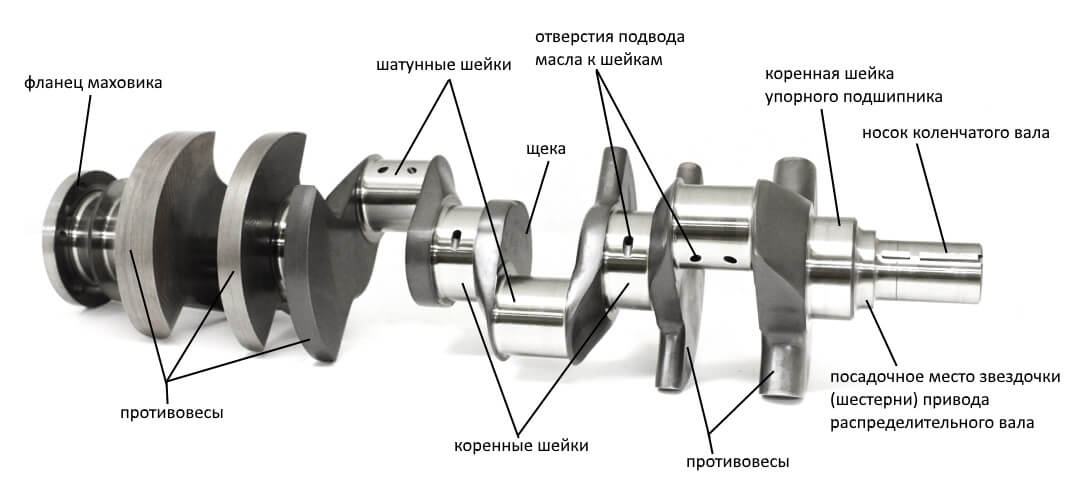 отверстия подвода
масла к шейкам
шатунные шейки
коренная шейка
упорного подшипника
фланец маховика
носок коленчатого вала
щека
посадочное место звездочки
(шестерни) привода
распределительного вала
противовесы
коренные шейки
противовесы